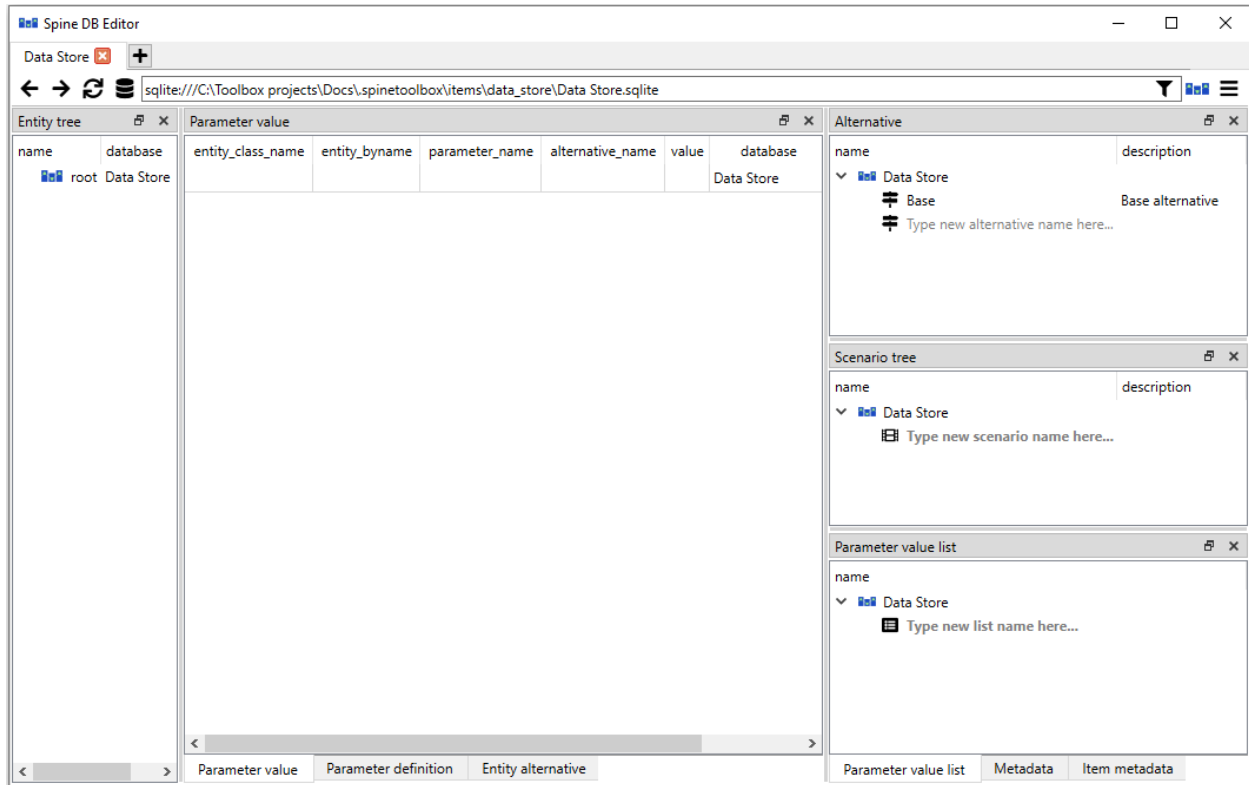 Spine DB Editor
Data Store
sqlite:///C:\Toolbox projects\Docs\.spinetoolbox\items\data_store\Data Store.sqlite
Entity tree
name database
root Data Store
Parameter value
entity_class_name entity_byname parameter_name alternative_name value database
Data Store
Parameter value Parameter definition Entity alternative
Alternative
name description
Data Store
Base Base alternative
Type new alternative name here...
Scenario tree
name description
Data Store
Type new scenario name here...
Parameter value list
name
Data Store
Type new list name here...
Parameter value list Metadata Item metadata